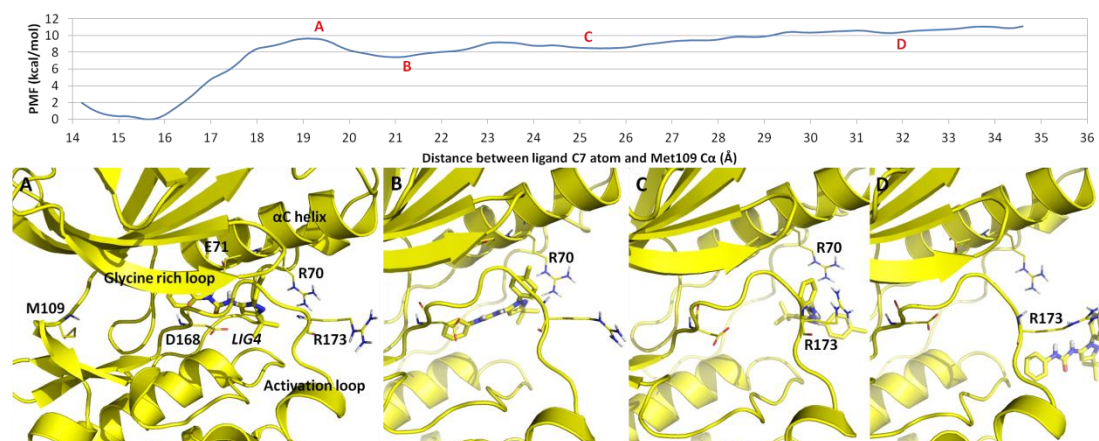 12
10
8
6
4
2
0
PMF (kcal/mol)
A
B
C
D
14 15 16 17 18 19 20 21 22 23 24 25 26 27 28 29 30 31 32 33 34 35 36
Distance between ligand C7 atom and Met109 Cα (Å)
A
αC helix
E71
Glycine rich loop
R70
M109
D168
LIG4
R173
Activation loop
B
R70
C
R70
R173
D
R173